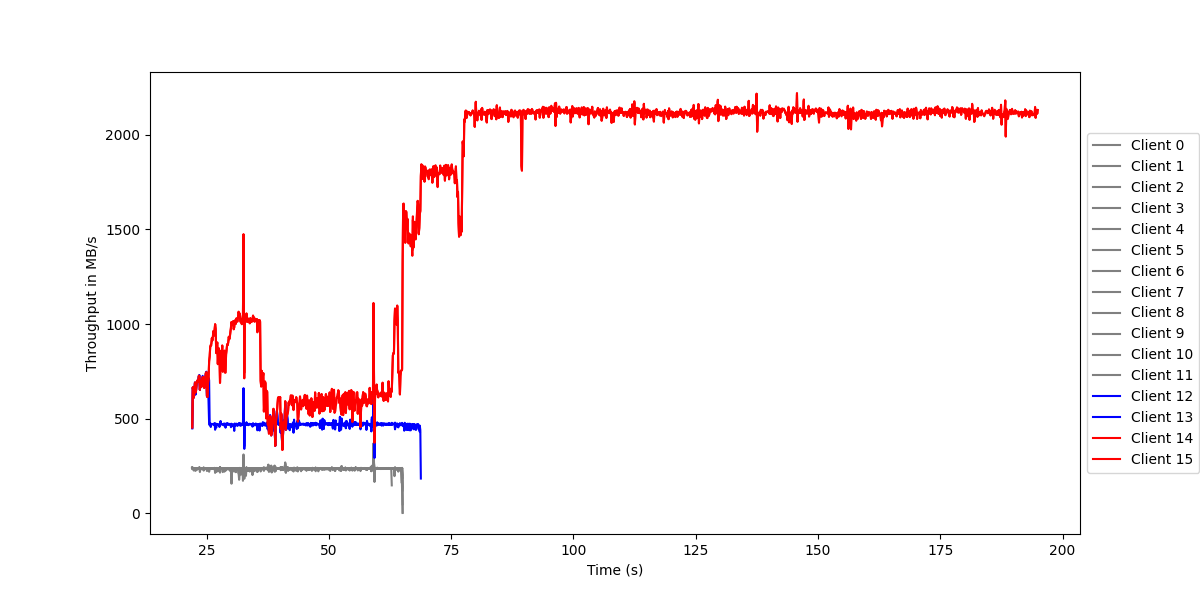 Throughput in MB/s
2000
1500
1000
500
0
25 50 75 100 125 150 175 200
Time (s)
Client 0
Client 1
Client 2
Client 3
Client 4
Client 5
Client 6
Client 7
Client 8
Client 9
Client 10
Client 11
Client 12
Client 13
Client 14
Client 15